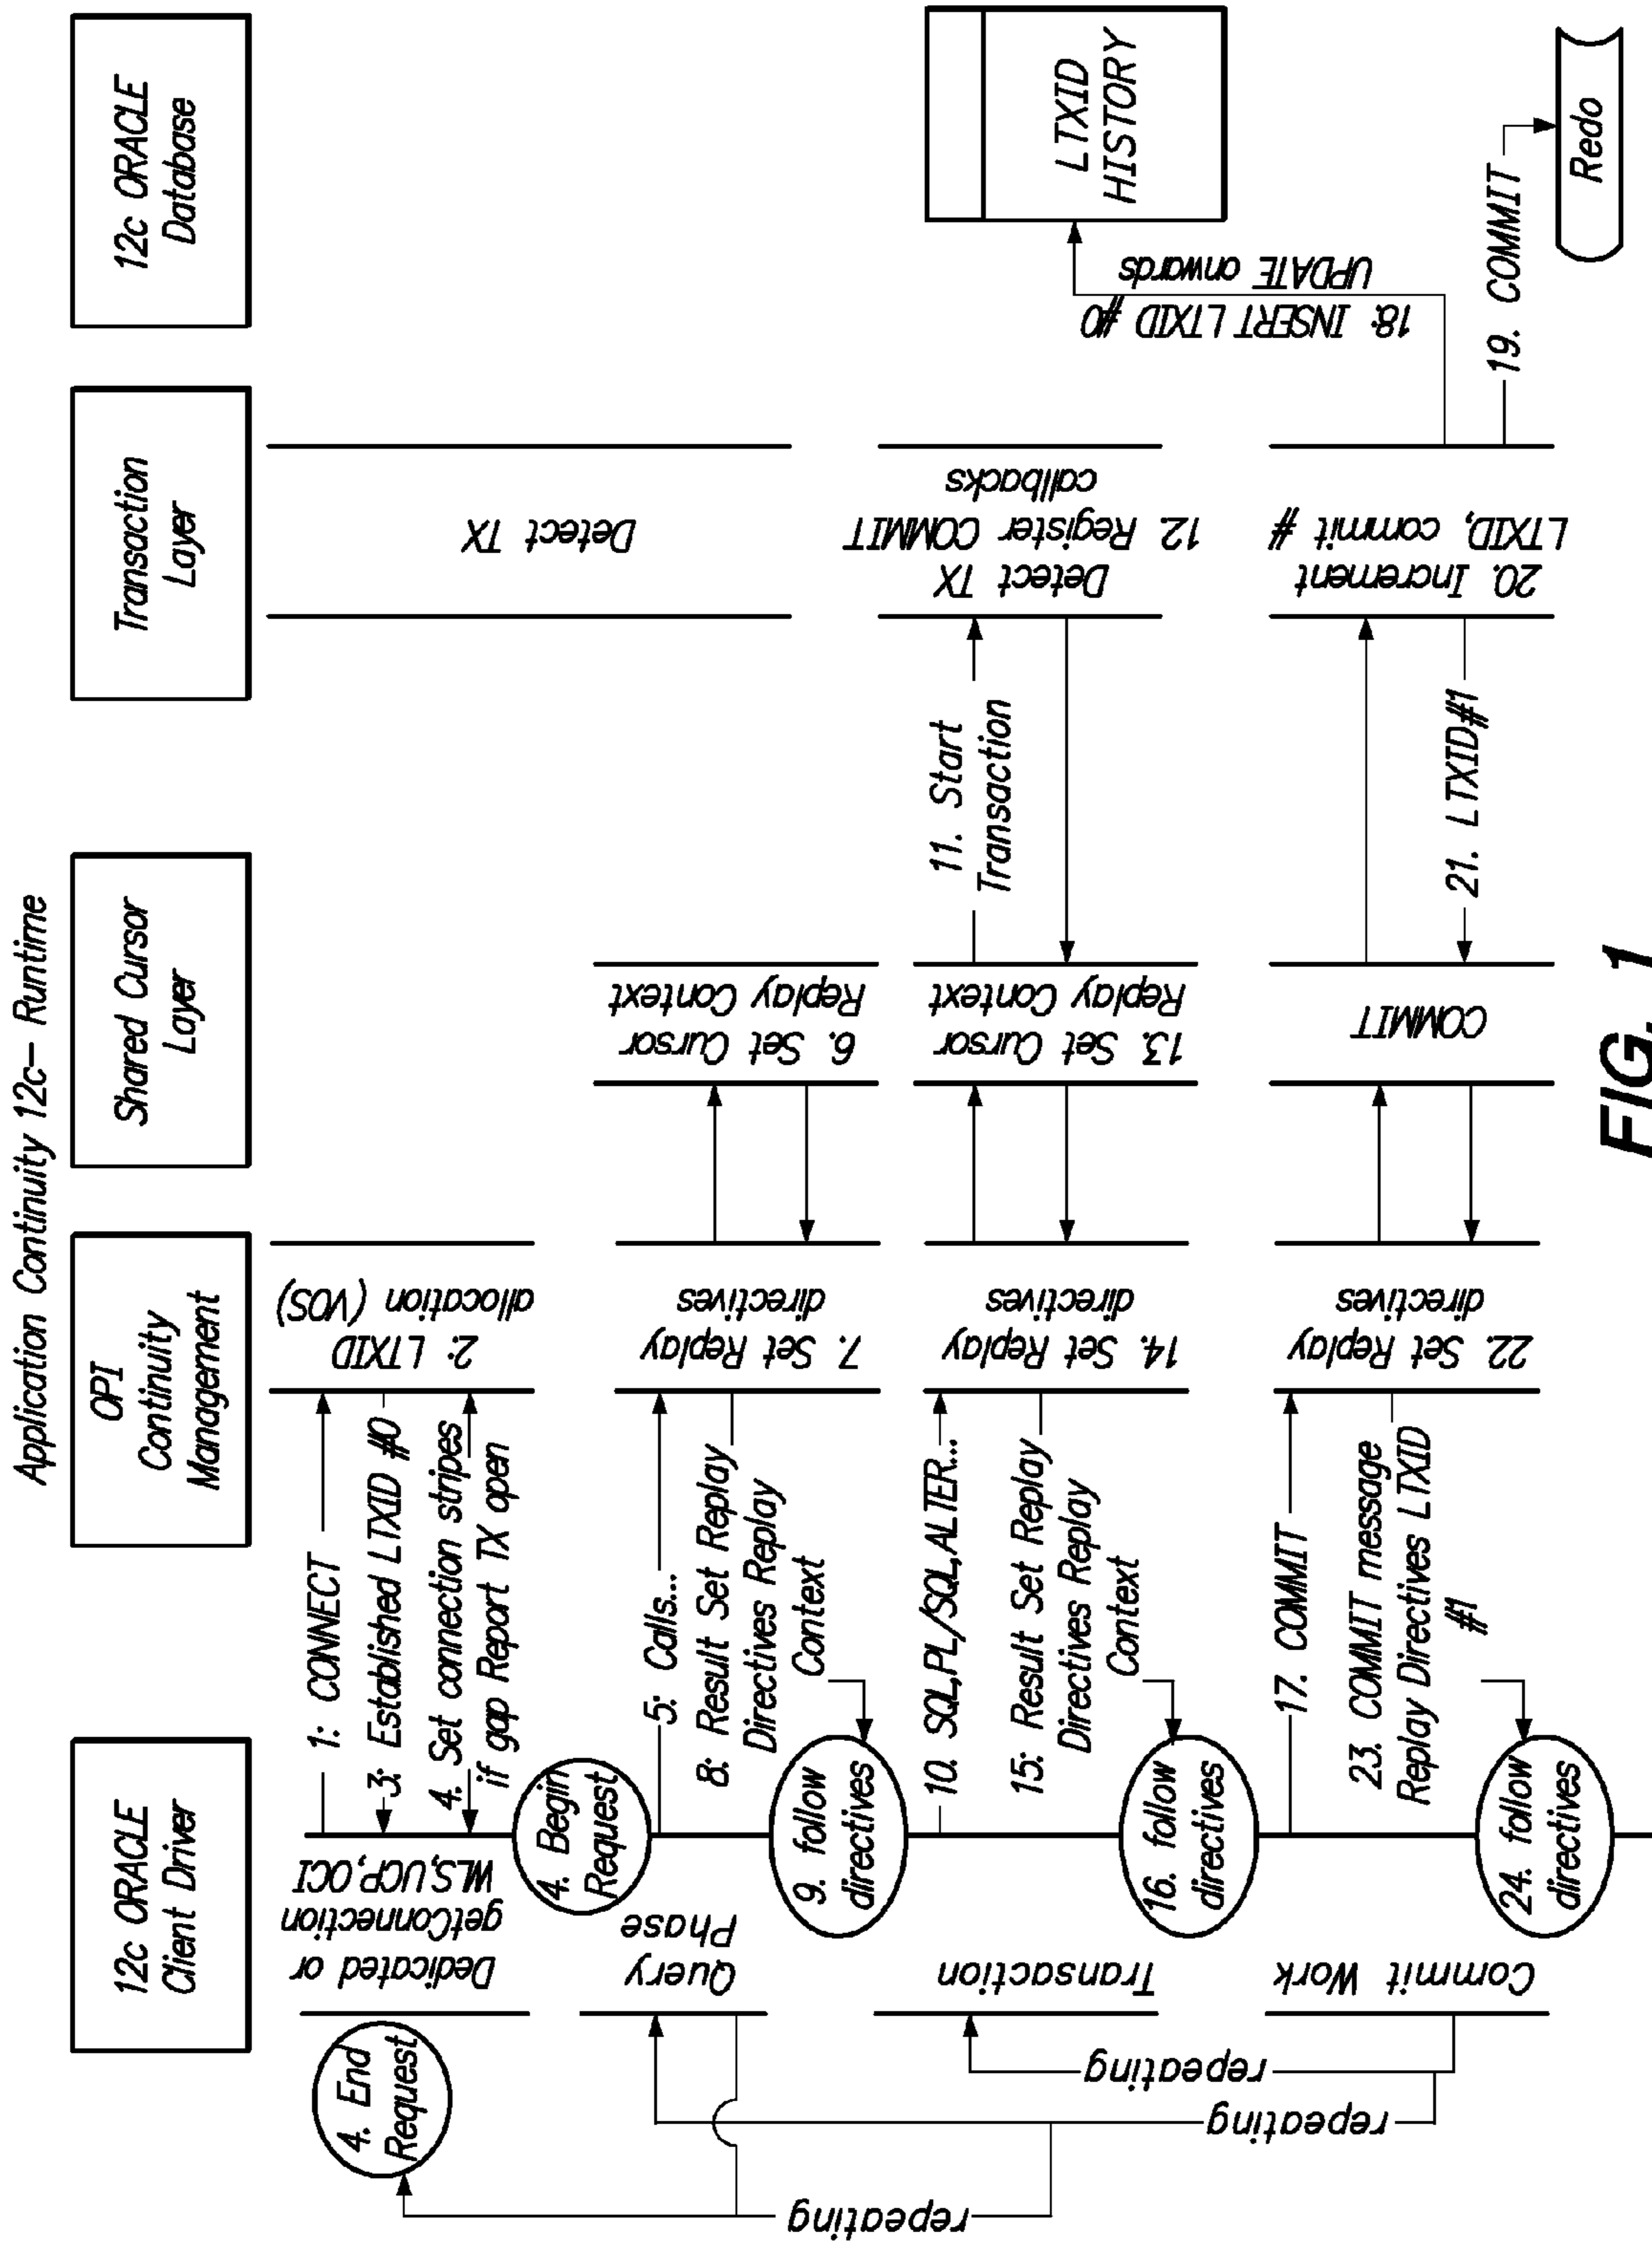 Application Continuity 12c– Runtime
12c ORACLE
Client Driver
OPI
Continuity
Management
Shared Cursor
Layer
Transaction
Layer
12c ORACLE
Database
4. End
Request
Dedicated or
getConnection
WLS,UCP,OCI
1: CONNECT
3: Established LTXID #0
4. Set connection stripes
if gap Report TX open
2: LTXID
allocation (VOS)
Detect TX
4. Begin
Request
Query
Phase
5: Calls...
8: Result Set Replay
Directives Replay
Context
7. Set Replay
directives
6. Set Cursor
Replay Context
9. follow
directives
Transaction
10. SQL,PL/SQL,ALTER...
15: Result Set Replay
Directives Replay
Context
14. Set Replay
directives
13. Set Cursor
Replay Context
11. Start
Transaction
Detect TX
12. Register COMMIT
callbacks
LTXID
HISTORY
16. follow
directives
Commit Work
17. COMMIT
23. COMMIT message
Replay Directives LTXID
#1
22. Set Replay
directives
COMMIT
21. LTXID#1
20. Increment
LTXID, commit #
18: INSERT LTXID #0
UPDATE onwards
19. COMMIT
Redo
24. follow
directives
repeating
repeating
repeating
FIG. 1